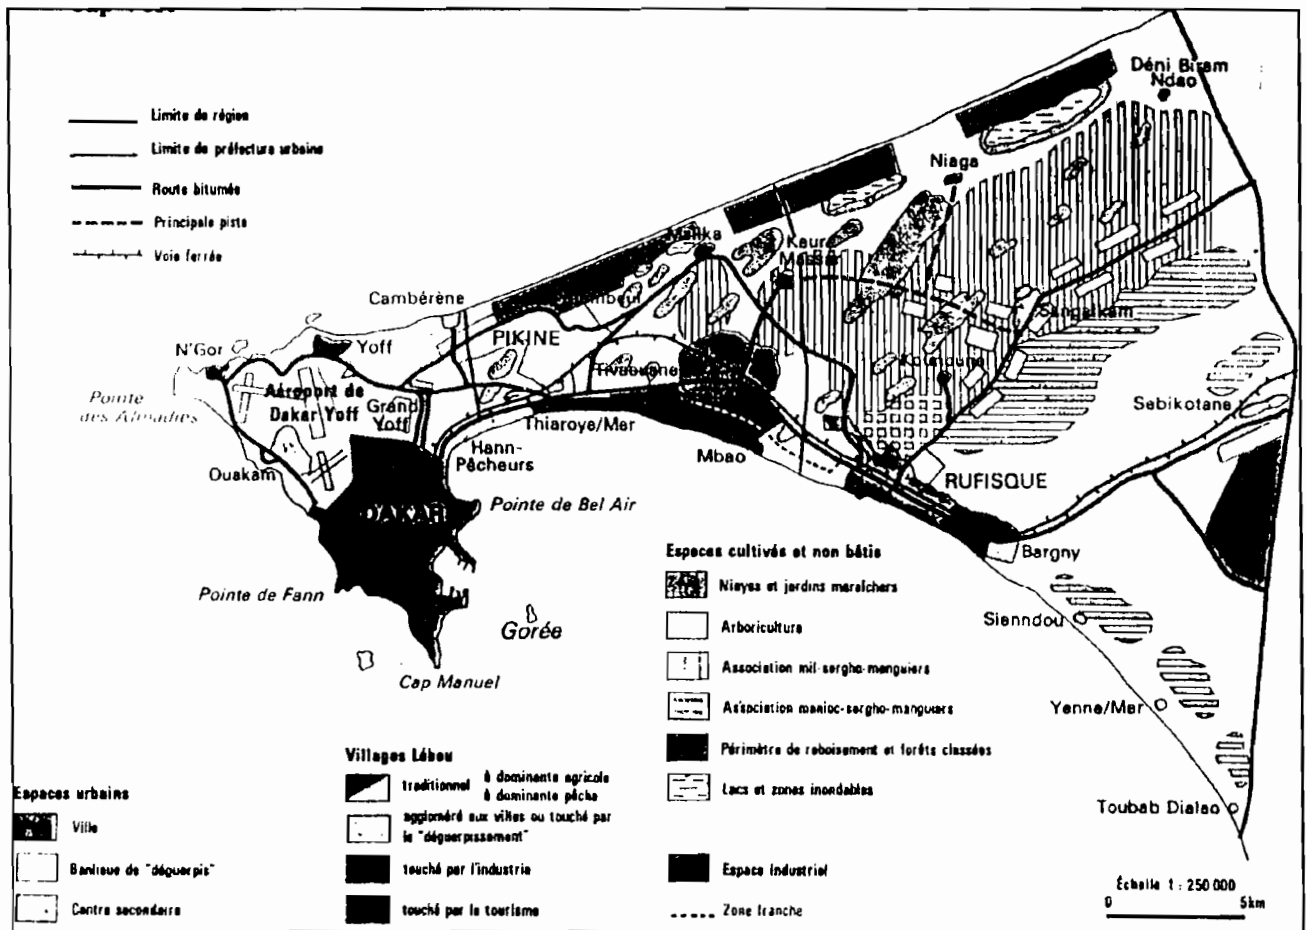 Limite de région
Limite de préfecture urbaine
Route bitumée
Principale piste
Voie ferrée
Déni Biram
Ndao
Niaga
Malika
Keur
Massar
Cambérène
PIKINE
N'Gor
Yoff
Pointe
des Almadies
Aéroport de
Dakar Yoff
Grand
Yoff
Tivaouane
Thiaroye/Mer
Hann-
Pêcheurs
Sangalkam
Kounoune
Sebikotane
Ouakam
Mbao
RUFISQUE
DAKAR
Pointe de Bel Air
Bargny
Pointe de Fann
Gorée
Cap Manuel
Sienndou
Yenne/Mer
Toubab Dialao
Espaces cultivés et non bâtis
Niayes et jardins maraîchers
Arboriculture
Association mil-sorgho-manguiers
Association manioc-sorgho-manguiers
Périmètre de reboisement et forêts classées
Lacs et zones inondables
Espace Industriel
Zone franche
Villages Lébou
traditionnel
à dominante agricole
à dominante pêche
aggloméré aux villes ou touché par
le "déguerpissement"
touché par l'industrie
touché par le tourisme
Espaces urbains
Ville
Banlieue de "déguerpis"
Centre secondaire
Échelle 1 : 250 000
0 5km